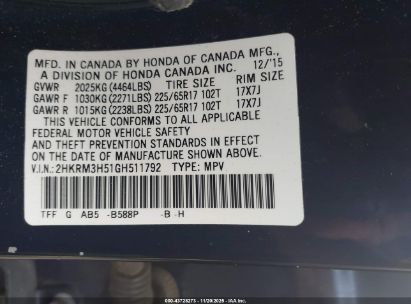 MFD. IN CANADA BY HONDA OF CANADA MFG.,
A DIVISION OF HONDA CANADA INC. 12/'15
GVWR 2025KG (4464LBS) TIRE SIZE RIM SIZE
GAWR F 1030KG (2271LBS) 225/65R17 102T 17X7J
GAWR R 1015KG (2238LBS) 225/65R17 102T 17X7J
THIS VEHICLE CONFORMS TO ALL APPLICABLE
FEDERAL MOTOR VEHICLE SAFETY
AND THEFT PREVENTION STANDARDS IN EFFECT
ON THE DATE OF MANUFACTURE SHOWN ABOVE.
V.I.N.: 2HKRM3H51GH511792 TYPE: MPV
TFF G AB5 -B588P -B -H